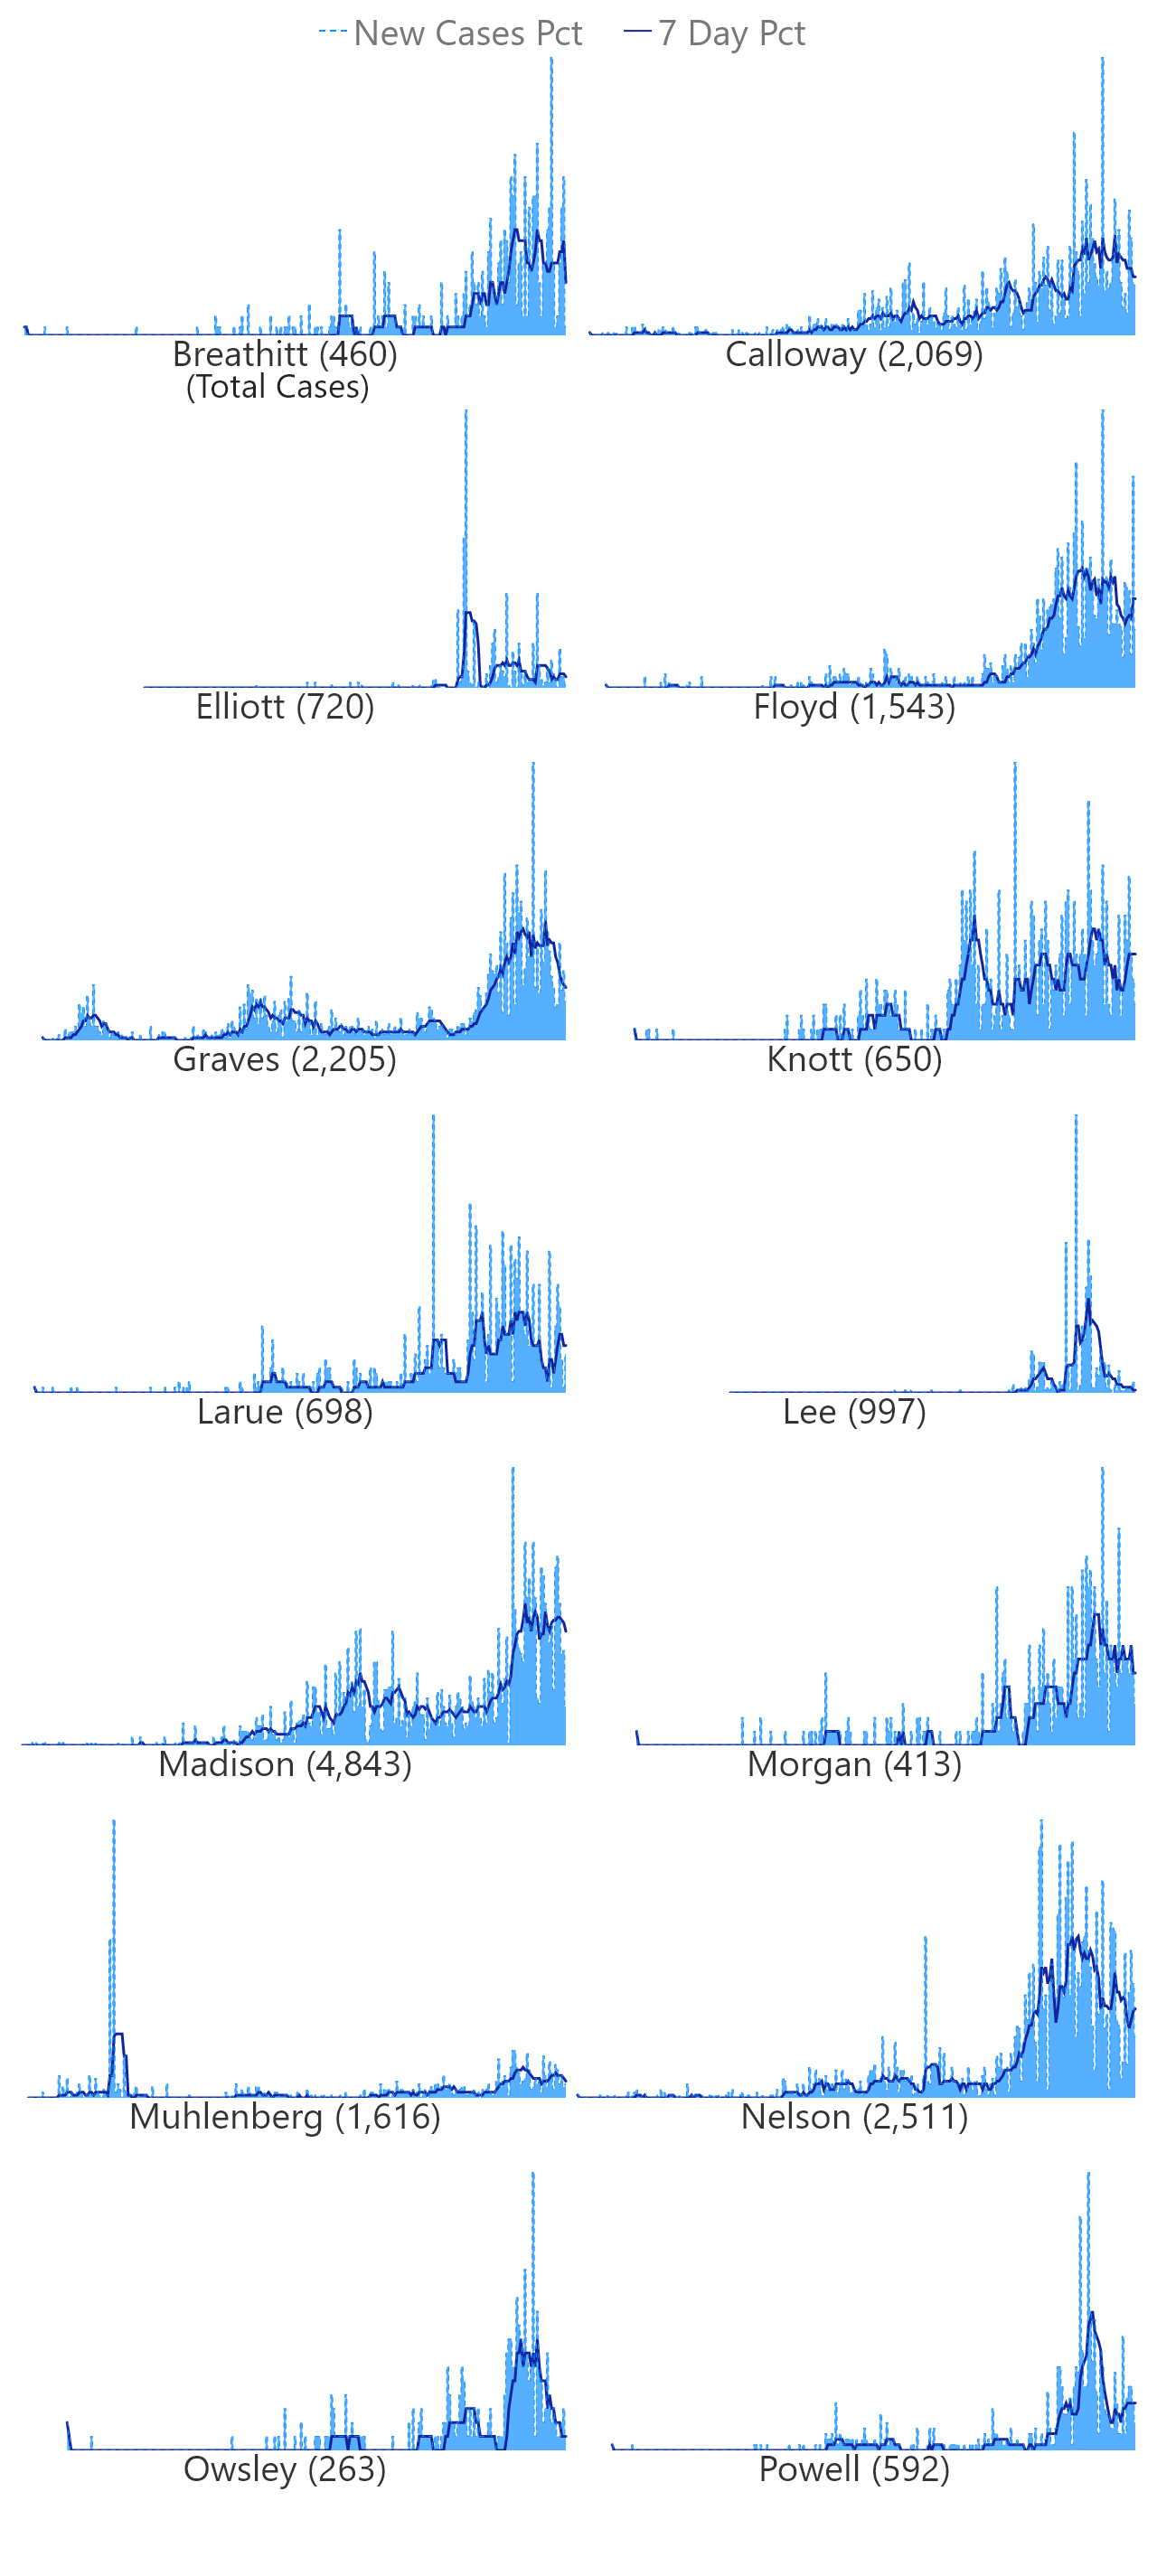 New Cases Pct 7 Day Pct
Breathitt (460) Calloway (2,069)
(Total Cases)
Elliott (720) Floyd (1,543)
Graves (2,205) Knott (650)
Larue (698) Lee (997)
Madison (4,843) Morgan (413)
Muhlenberg (1,616) Nelson (2,511)
Owsley (263) Powell (592)